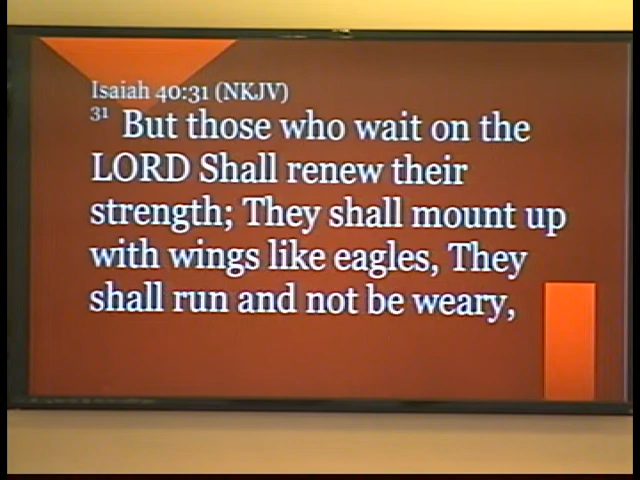 Isaiah 40:31 (NKJV)
31 But those who wait on the
LORD Shall renew their
strength; They shall mount up
with wings like eagles, They
shall run and not be weary,